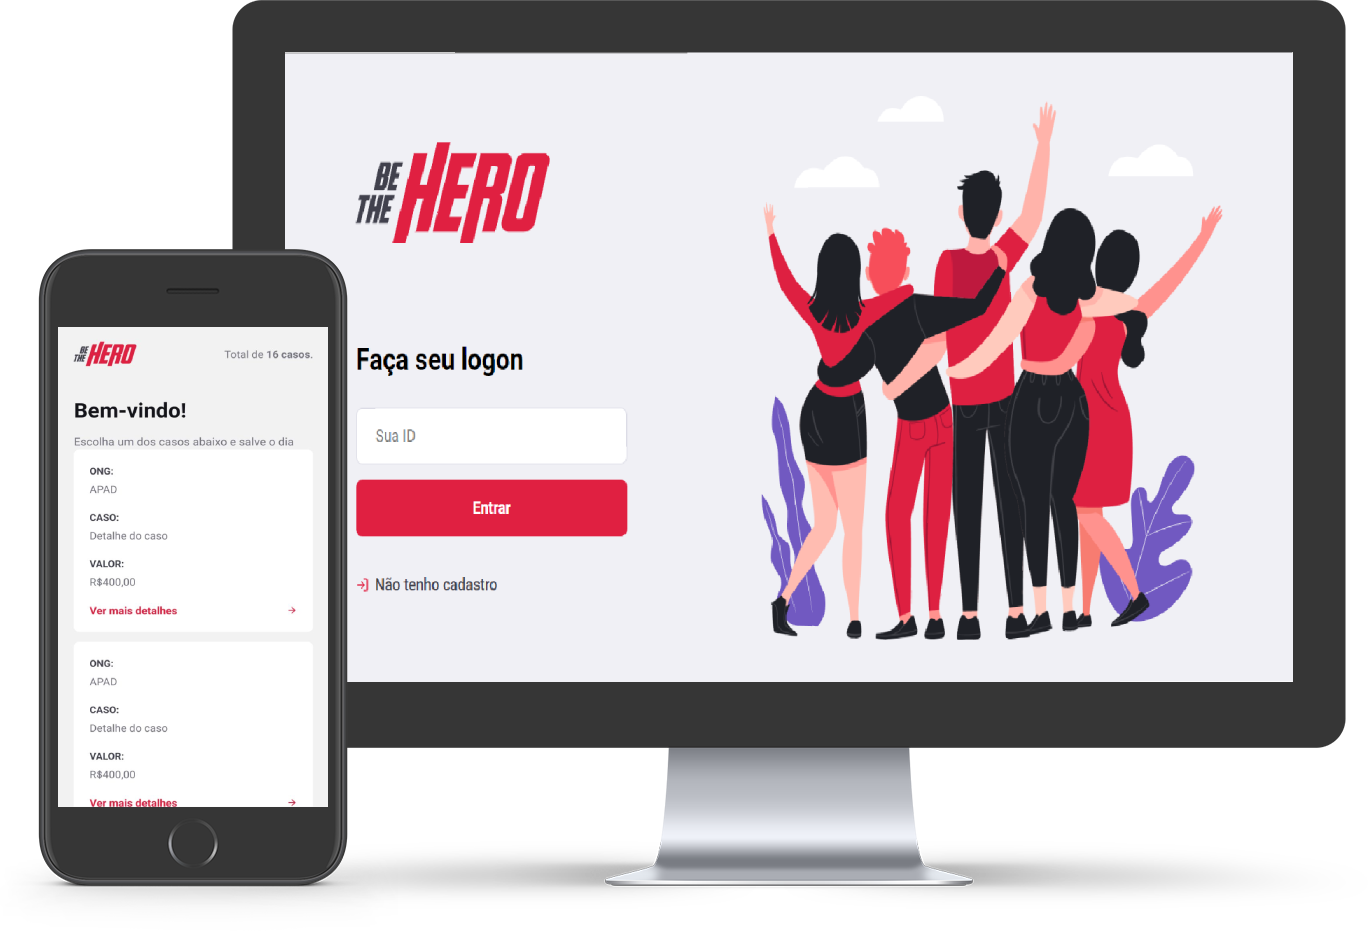 BE
THE HERO
Faça seu logon
Sua ID
Entrar
Não tenho cadastro
BE
THE HERO
Total de 16 casos.
Bem-vindo!
Escolha um dos casos abaixo e salve o dia
ONG:
APAD
CASO:
Detalhe do caso
VALOR:
R$400,00
Ver mais detalhes
ONG:
APAD
CASO:
Detalhe do caso
VALOR:
R$400,00
Ver mais detalhes